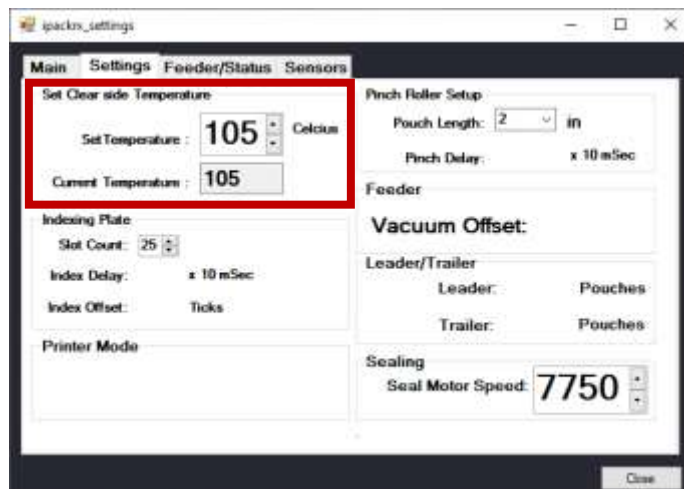 ipackrx_settings
Main Settings Feeder/Status Sensors
Set Clear side Temperature
Set Temperature : 105 Celcius
Current Temperature : 105
Indexing Plate
Slot Count: 25
Index Delay: x 10 mSec
Index Offset: Ticks
Printer Mode
Pinch Roller Setup
Pouch Length: 2 in
Pinch Delay: x 10 mSec
Feeder
Vacuum Offset:
Leader/Trailer
Leader: Pouches
Trailer: Pouches
Sealing
Seal Motor Speed: 7750
Close